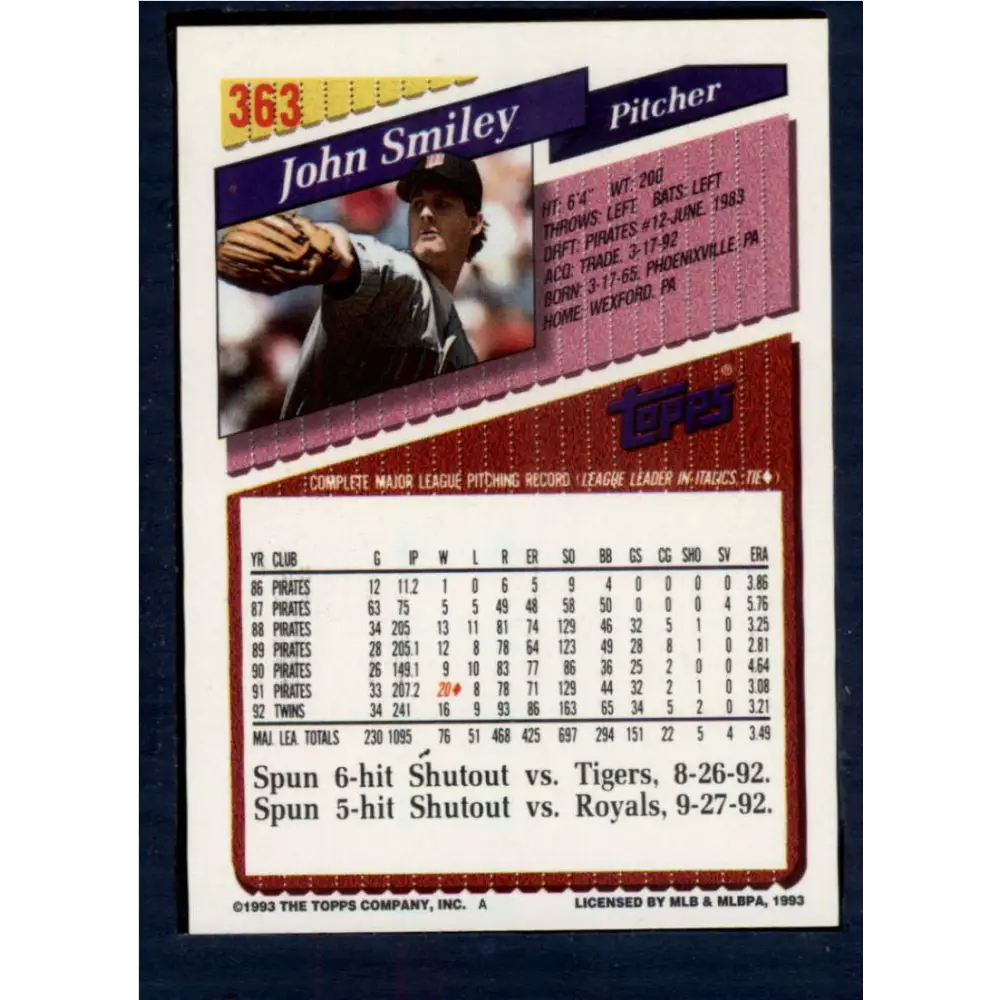 363
John Smiley
Pitcher
HT: 6'4" WT: 200
THROWS: LEFT BATS: LEFT
DRFT: PIRATES #12-JUNE, 1983
ACQ: TRADE, 3-17-92
BORN: 3-17-65, PHOENIXVILLE, PA
HOME: WEXFORD, PA
topps®
COMPLETE MAJOR LEAGUE PITCHING RECORD (LEAGUE LEADER IN ITALICS, TIE♦)
YR CLUB G IP W L R ER SO BB GS CG SHO SV ERA
86 PIRATES 12 11.2 1 0 6 5 9 4 0 0 0 0 3.86
87 PIRATES 63 75 5 5 49 48 58 50 0 0 0 4 5.76
88 PIRATES 34 205 13 11 81 74 129 46 32 5 1 0 3.25
89 PIRATES 28 205.1 12 8 78 64 123 49 28 8 1 0 2.81
90 PIRATES 26 149.1 9 10 83 77 86 36 25 2 0 0 4.64
91 PIRATES 33 207.2 20♦ 8 78 71 129 44 32 2 1 0 3.08
92 TWINS 34 241 16 9 93 86 163 65 34 5 2 0 3.21
MAJ. LEA. TOTALS 230 1095 76 51 468 425 697 294 151 22 5 4 3.49
Spun 6-hit Shutout vs. Tigers, 8-26-92.
Spun 5-hit Shutout vs. Royals, 9-27-92.
©1993 THE TOPPS COMPANY, INC. A
LICENSED BY MLB & MLBPA, 1993